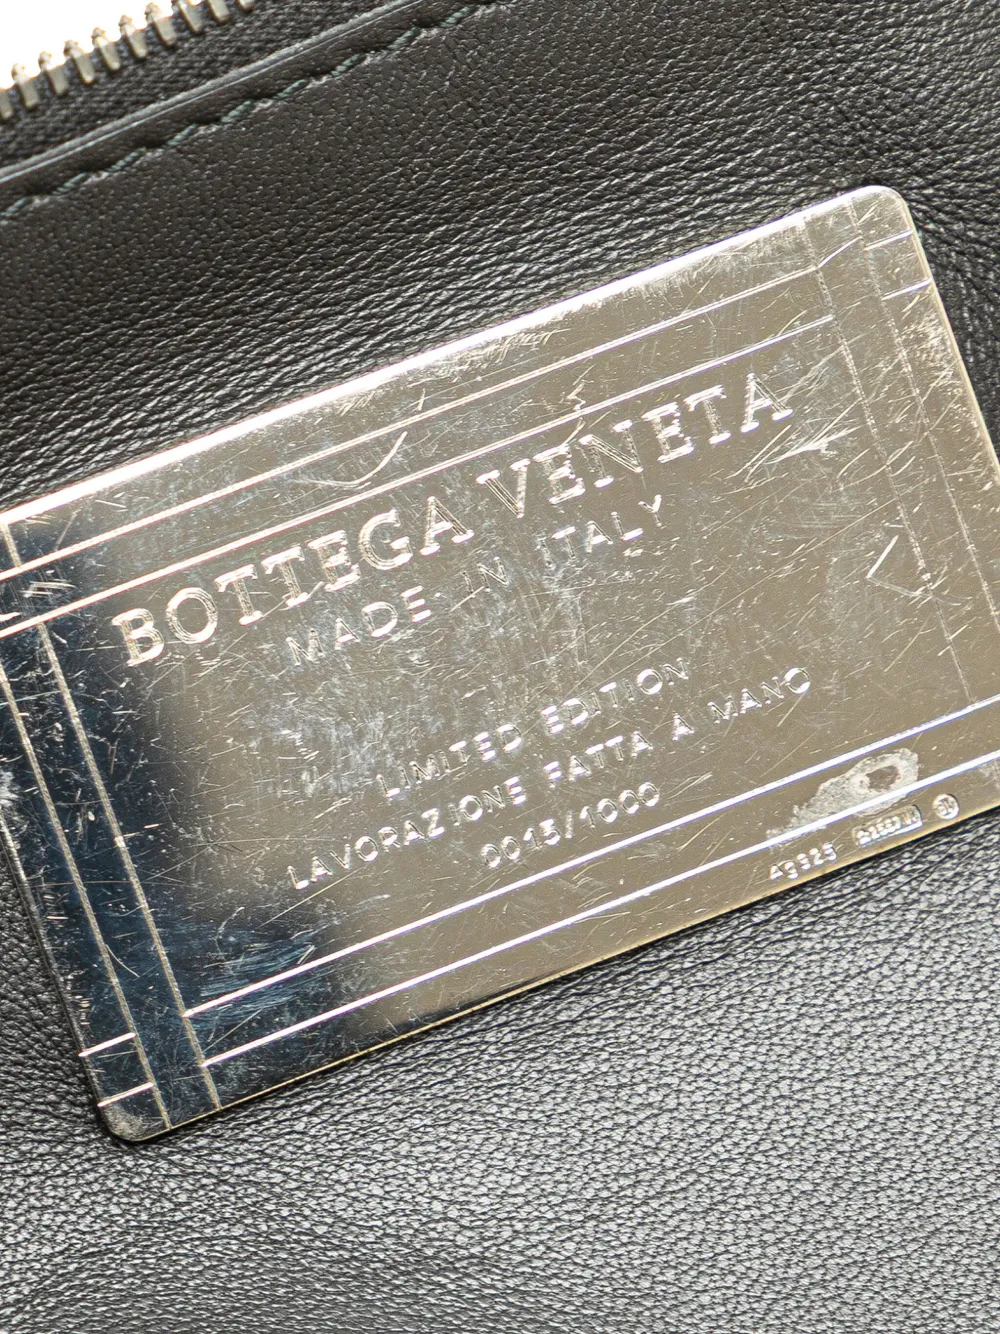 BOTTEGA VENETA
MADE IN ITALY
LIMITED EDITION
LAVORAZIONE FATTA A MANO
0015/1000
Ag925